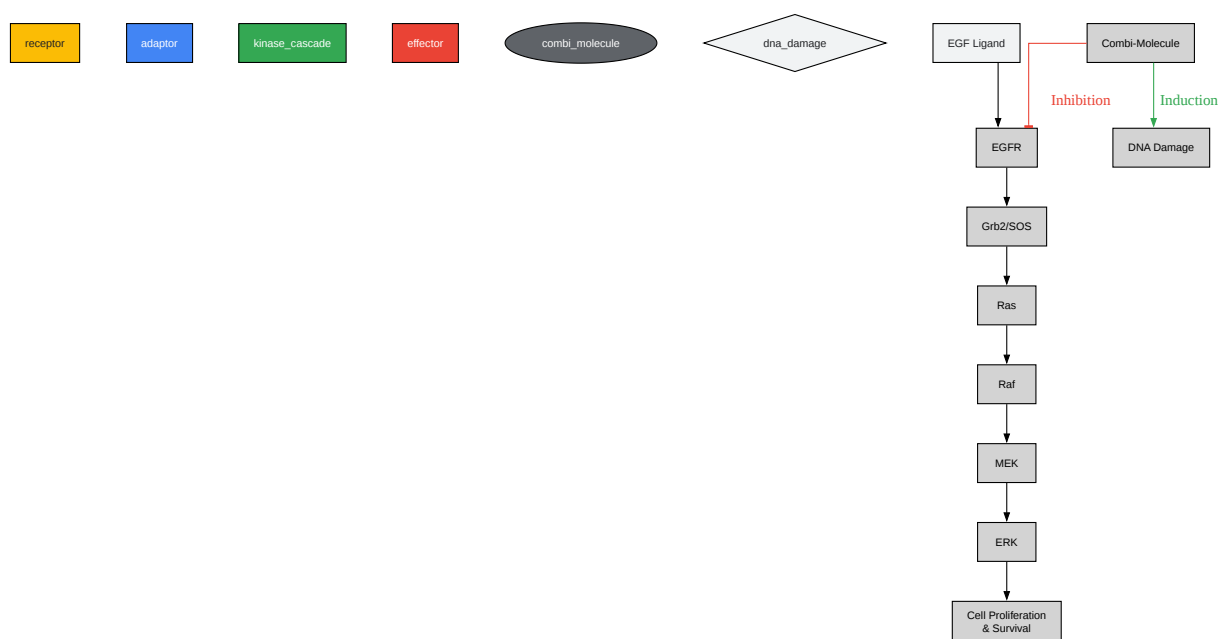 receptor
adaptor
kinase_cascade
effector
combi_molecule
dna_damage
EGF Ligand
Combi-Molecule
Inhibition
Induction
EGFR
DNA Damage
Grb2/SOS
Ras
Raf
MEK
ERK
Cell Proliferation
& Survival